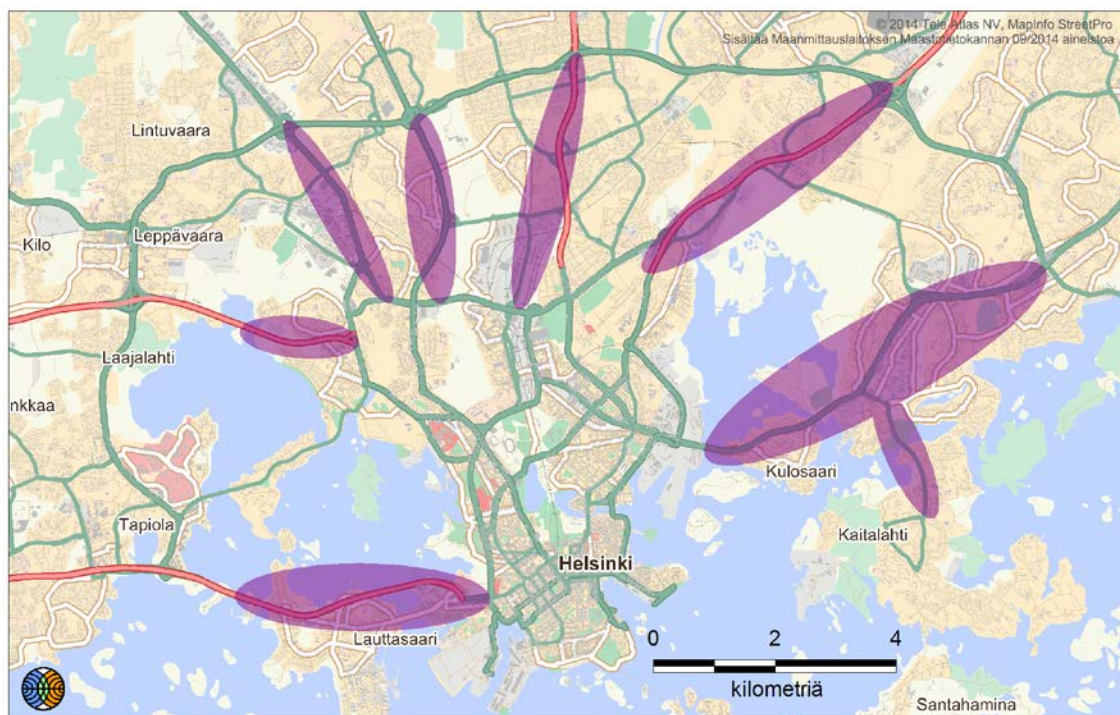 © 2014 Tele Atlas NV, MapInfo StreetPro
Sisältää Maanmittauslaitoksen Maastotietokannan 09/2014 aineistoa
Lintuvaara
Kilo
Leppävaara
Laajalahti
nkkaa
Kulosaari
Tapiola
Kaitalahti
Helsinki
Lauttasaari
0 2 4
kilometriä
Santahamina